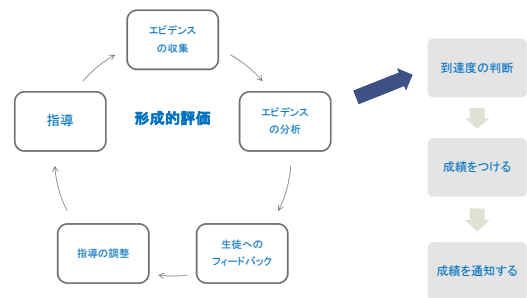 エビデンス
の収集
指導
形成的評価
エビデンス
の分析
指導の調整
生徒への
フィードバック
到達度の判断
成績をつける
成績を通知する